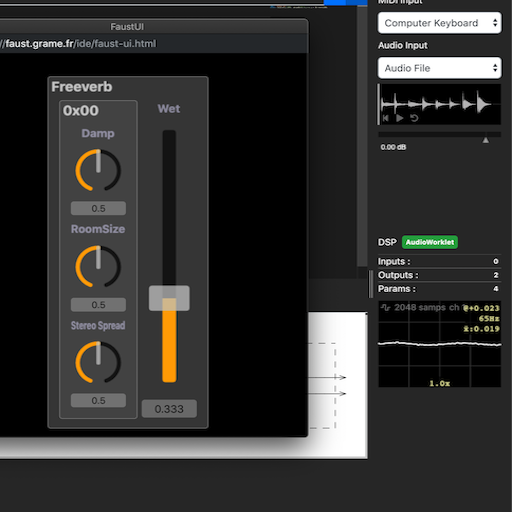 FaustUI
//faust.grame.fr/ide/faust-ui.html
Freeverb
0x00
Wet
Damp
0.5
RoomSize
0.5
Stereo Spread
0.5
0.333
MIDI Input
Computer Keyboard
Audio Input
Audio File
0.00 dB
DSP AudioWorklet
Inputs : 0
Outputs : 2
Params : 4
2048 samps ch
@+0.023
65Hz
x̄:0.019
1.0x